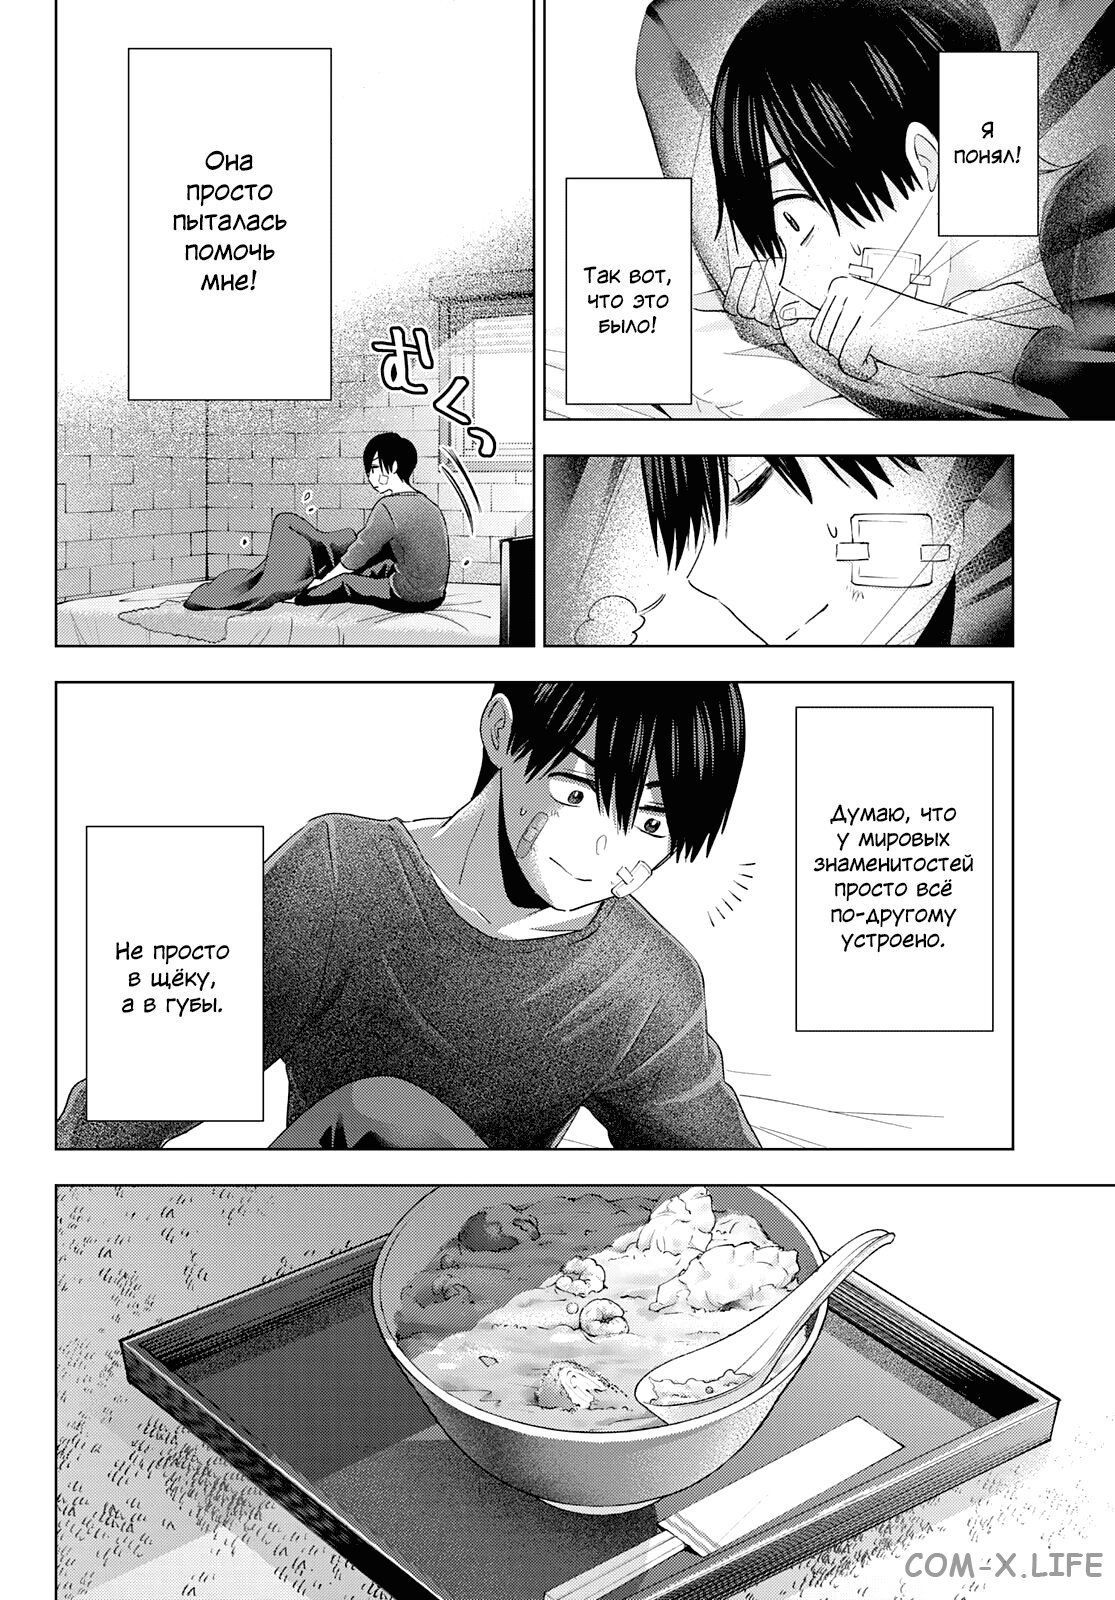 Я
понял!
Так вот,
что это
было!
Она
просто
пыталась
помочь
мне!
むくっ
Думаю, что
у мировых
знаменитостей
просто всё
по-другому
устроено.
Не просто
в щёку,
а в губы.
COM-X.LIFE